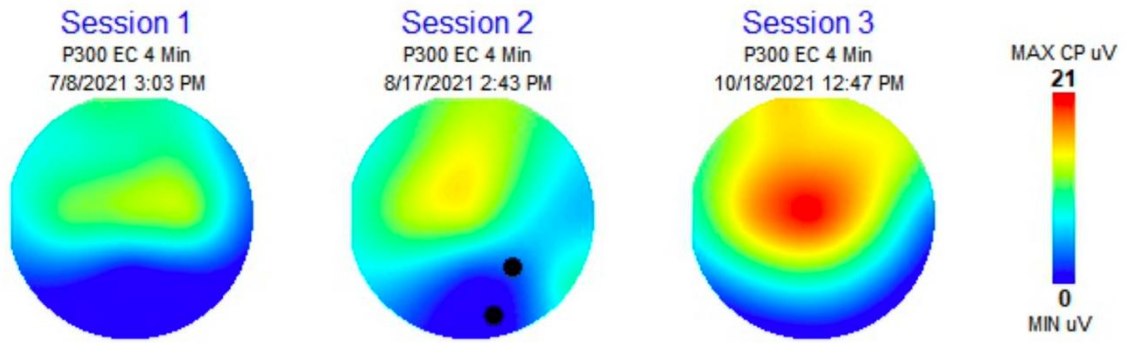 Session 1
P300 EC 4 Min
7/8/2021 3:03 PM
Session 2
P300 EC 4 Min
8/17/2021 2:43 PM
Session 3
P300 EC 4 Min
10/18/2021 12:47 PM
MAX CP uV
21
0
MIN uV